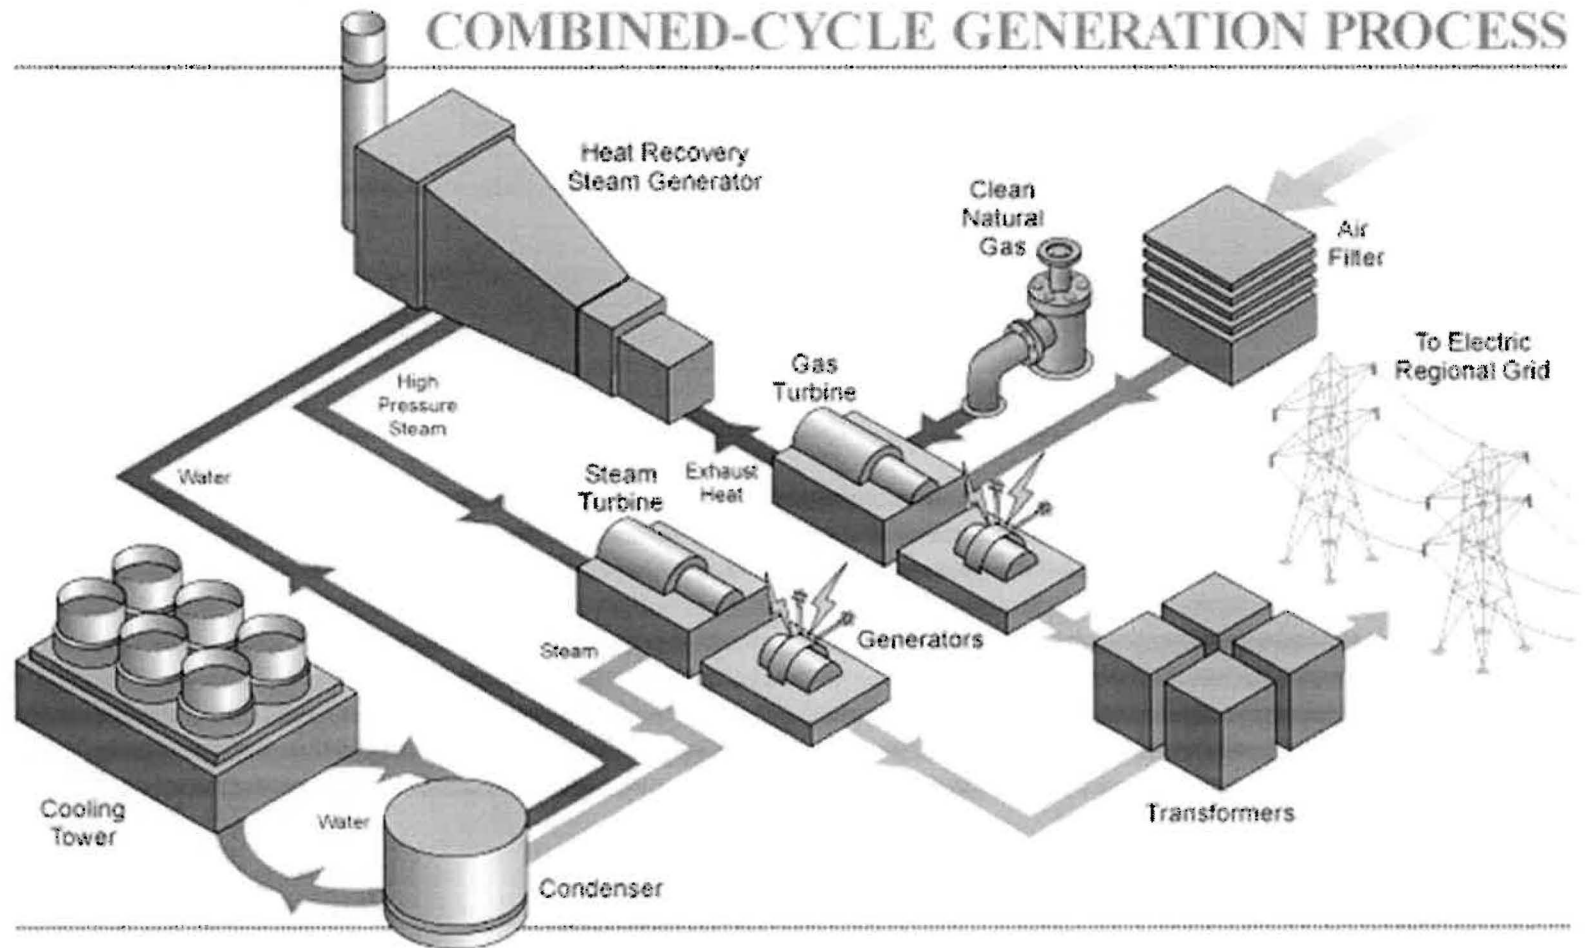 COMBINED-CYCLE GENERATION PROCESS
Heat Recovery
Steam Generator
Clean
Natural
Gas
Air
Filter
To Electric
Regional Grid
Gas
Turbine
High
Pressure
Steam
Water
Exhaust
Heat
Steam
Turbine
Steam
Generators
Cooling
Tower
Water
Condenser
Transformers